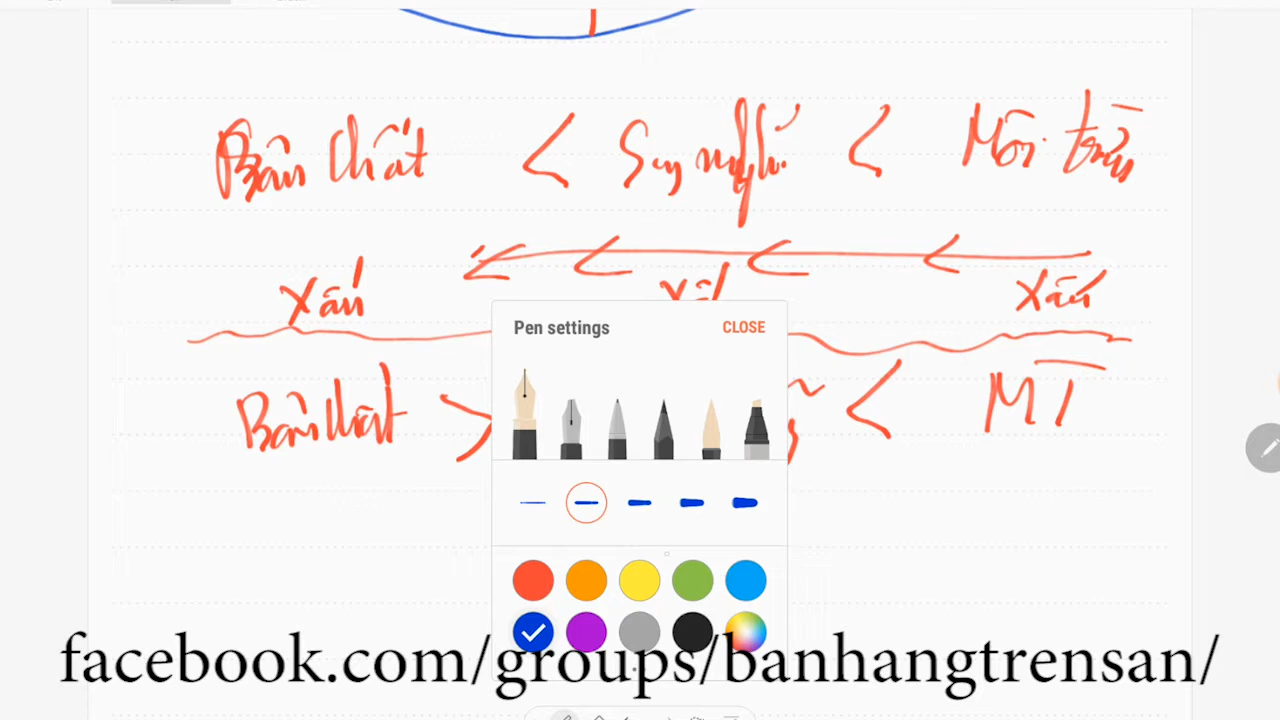 Bản chất < Suy nghĩ < Môi trường
Xấu Xấu
Pen settings CLOSE
Bản chất > < MT
facebook.com/groups/banhangtrensan/